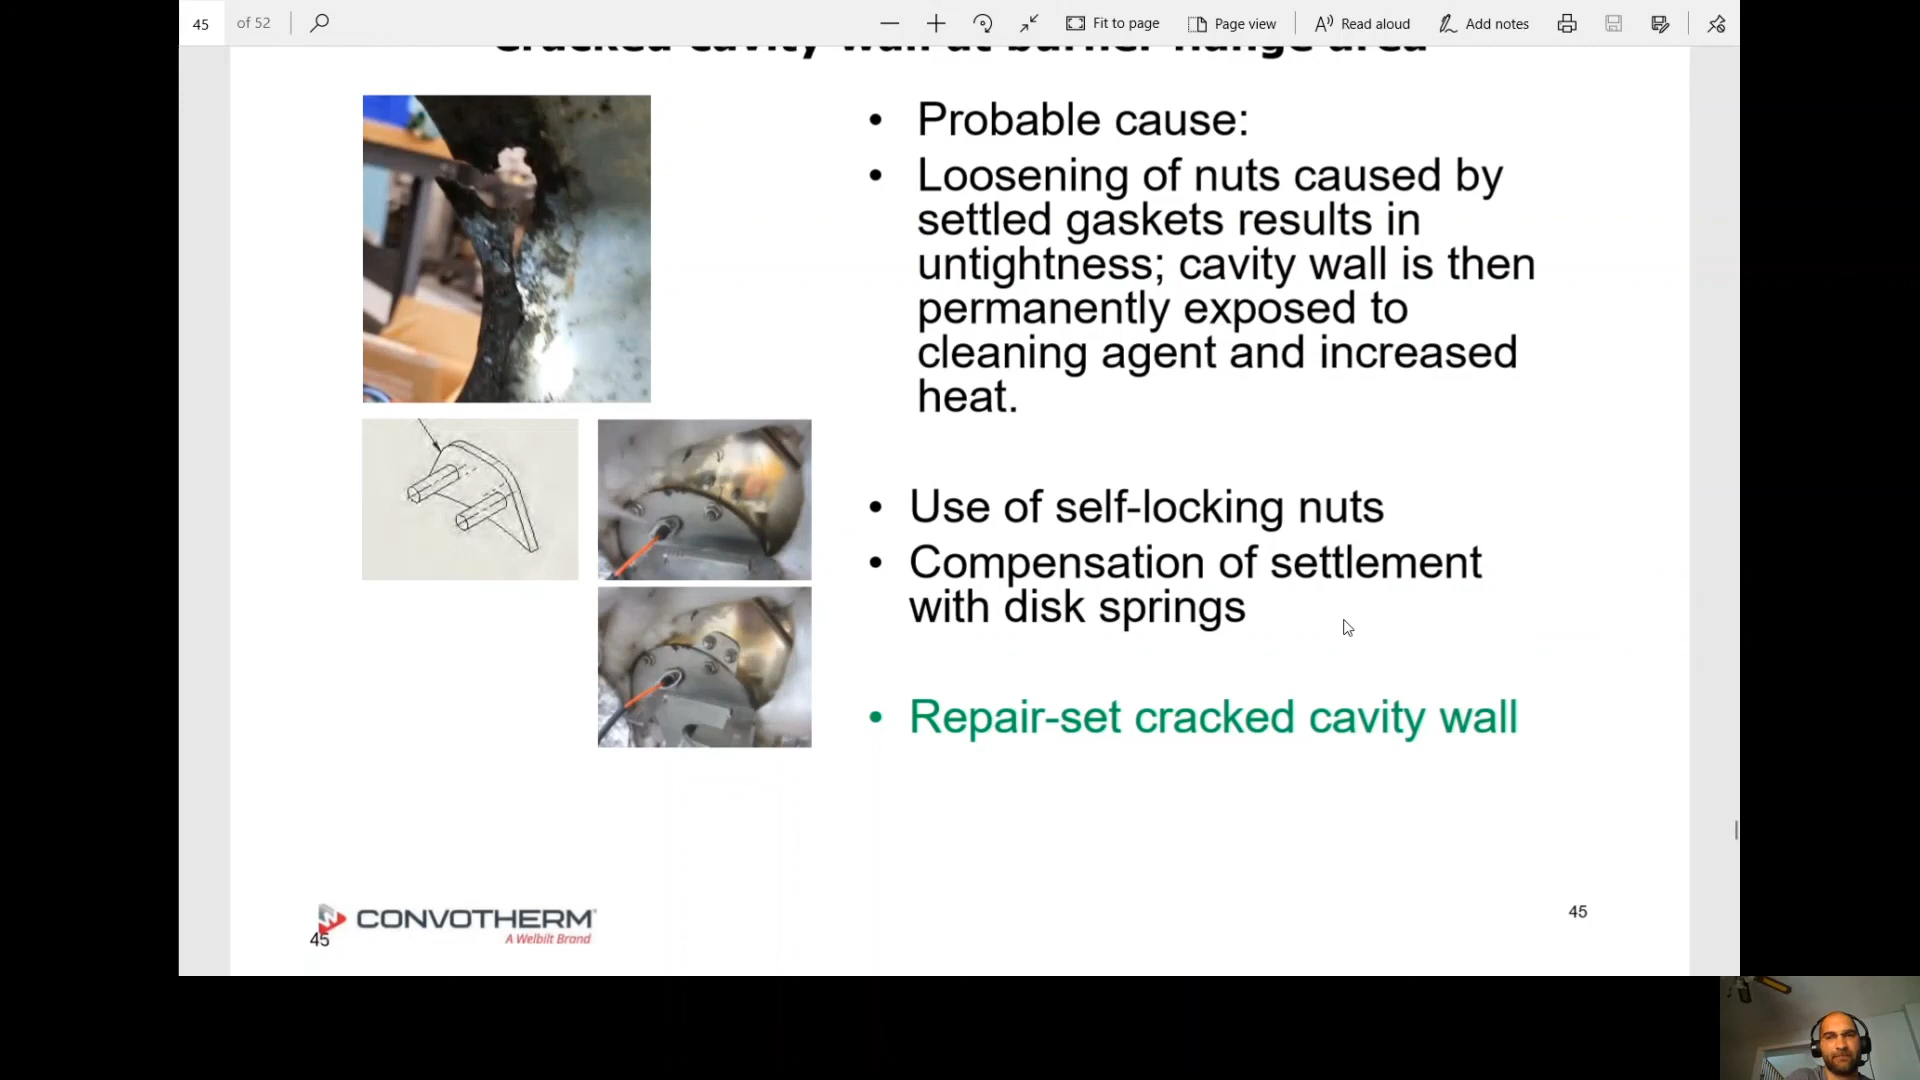 45 of 52 Fit to page Page view Read aloud Add notes
Cracked cavity wall at burner flange area
• Probable cause:
• Loosening of nuts caused by
settled gaskets results in
untightness; cavity wall is then
permanently exposed to
cleaning agent and increased
heat.
• Use of self-locking nuts
• Compensation of settlement
with disk springs
• Repair-set cracked cavity wall
CONVOTHERM
A Welbilt Brand
45
45